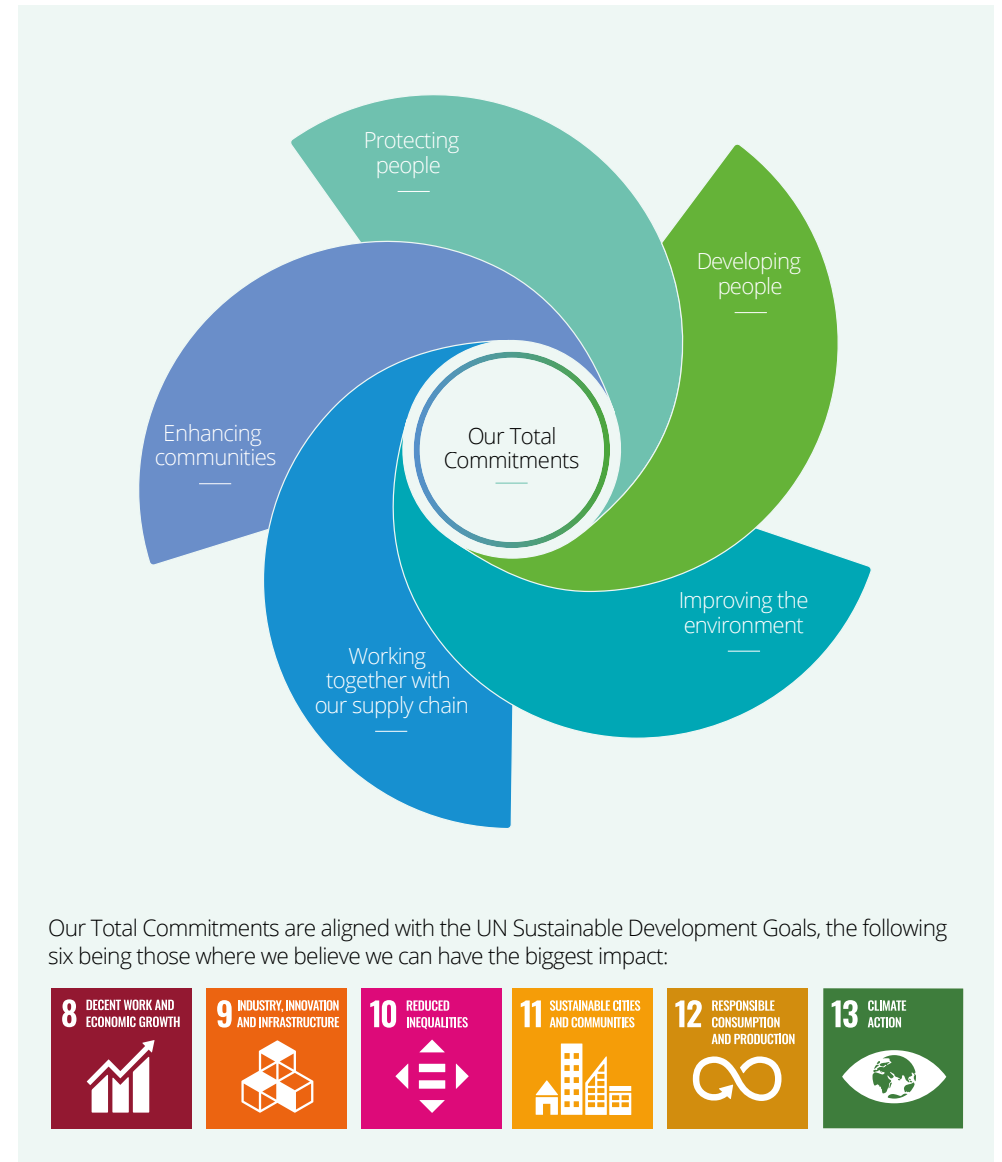 Protecting
people
Developing
people
Enhancing
communities
Our Total
Commitments
Improving the
environment
Working
together with
our supply chain
Our Total Commitments are aligned with the UN Sustainable Development Goals, the following
six being those where we believe we can have the biggest impact:
8 DECENT WORK AND
ECONOMIC GROWTH
9 INDUSTRY, INNOVATION
AND INFRASTRUCTURE
10 REDUCED
INEQUALITIES
11 SUSTAINABLE CITIES
AND COMMUNITIES
12 RESPONSIBLE
CONSUMPTION
AND PRODUCTION
13 CLIMATE
ACTION